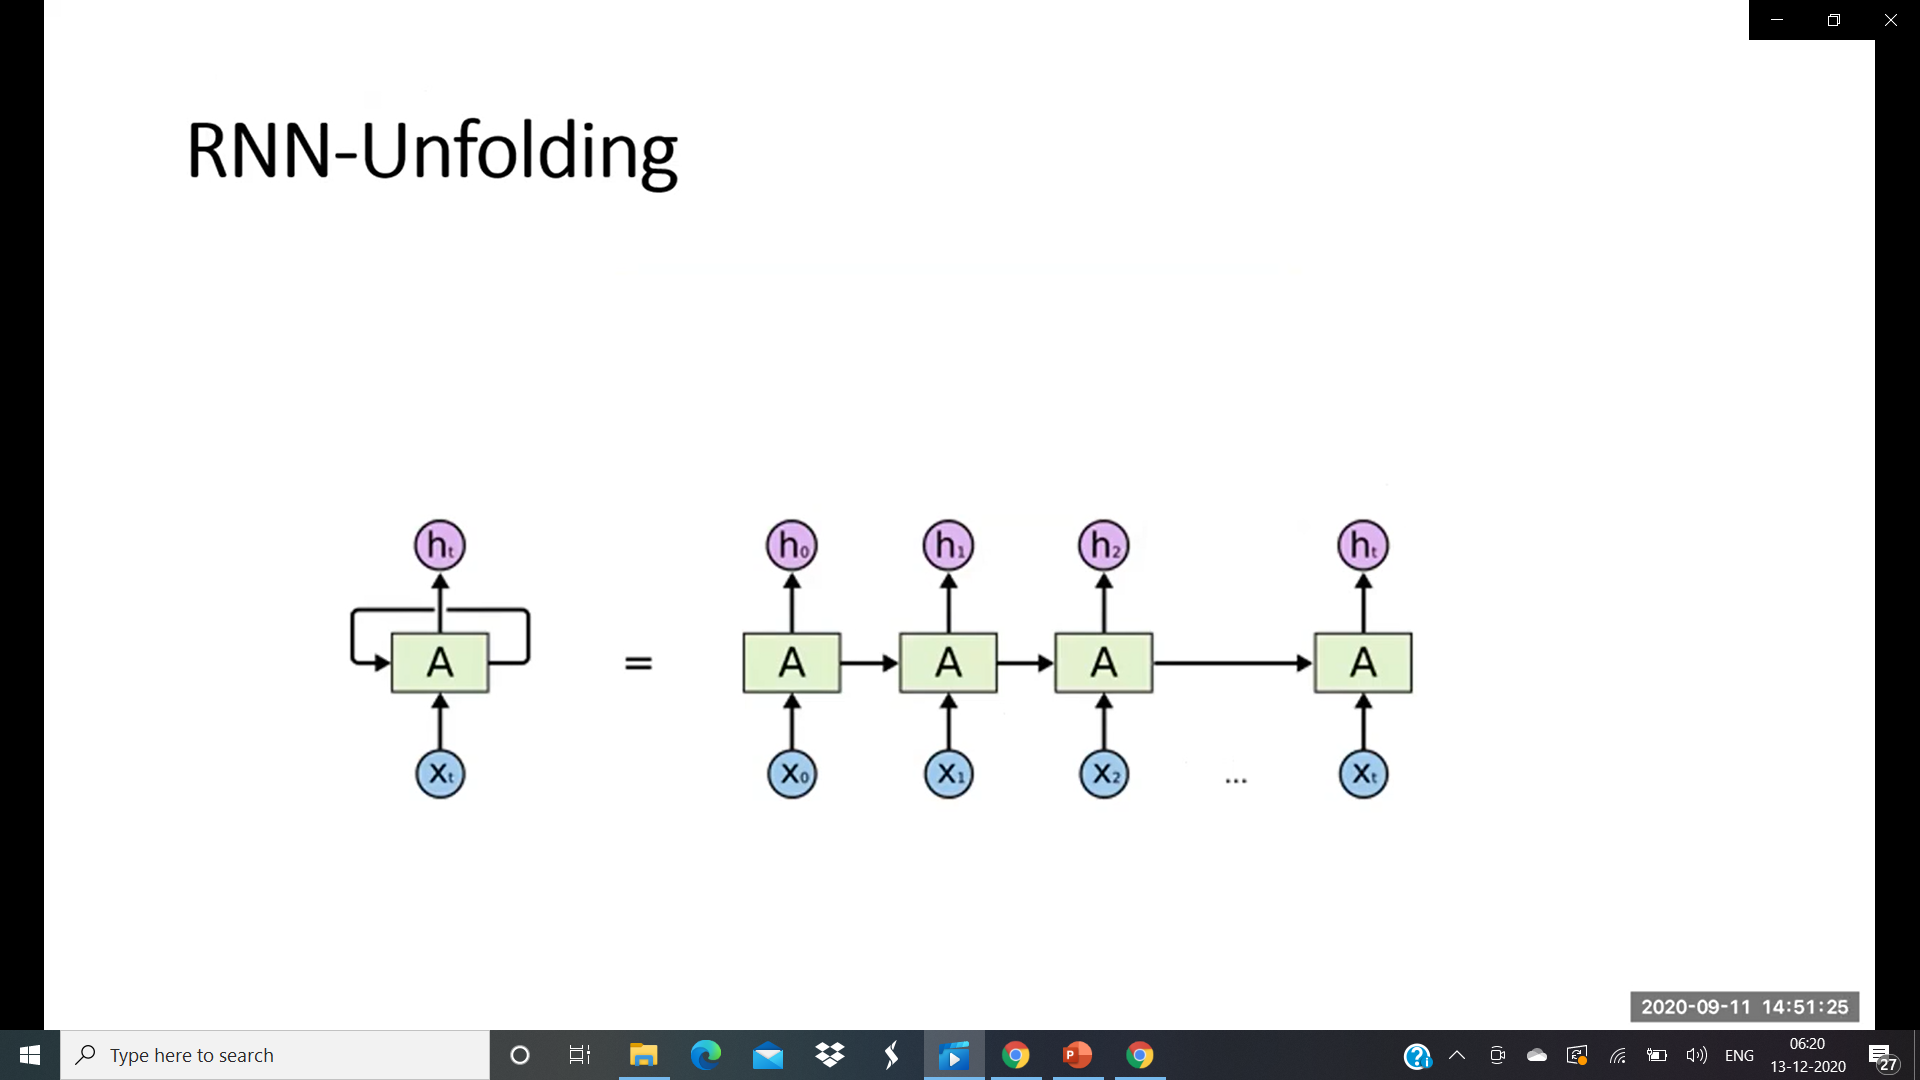 RNN-Unfolding
ht h0 h1 h2 ht
A = A A A A
xt x0 x1 x2 ... xt
2020-09-11 14:51:25
Type here to search
ENG
06:20
13-12-2020
27